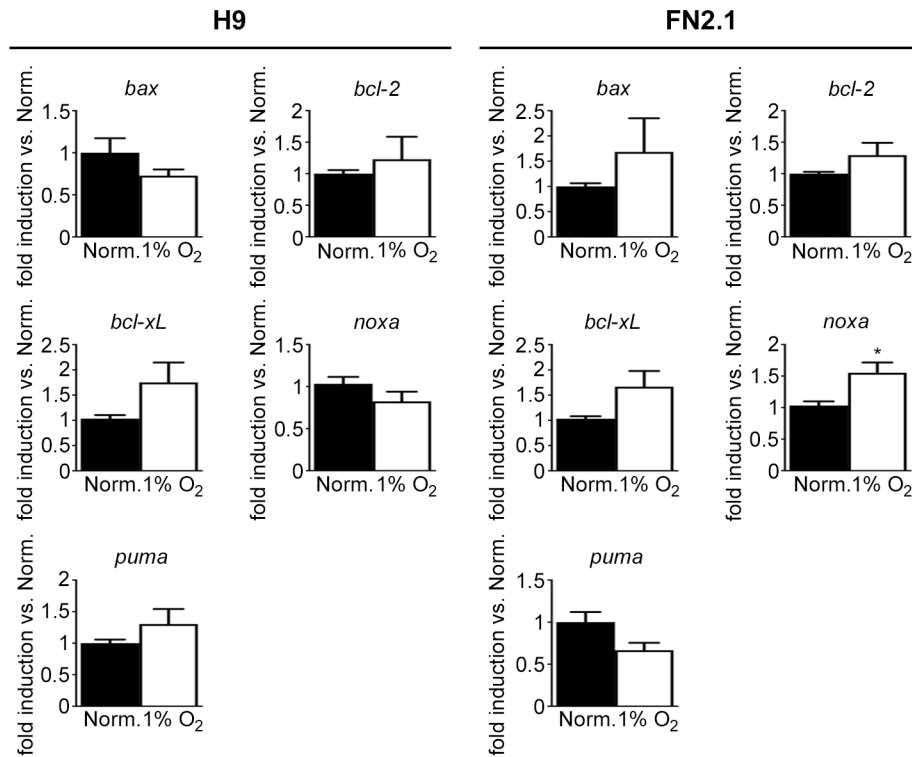 H9
FN2.1
bax
fold induction vs. Norm.
1.5
1
0.5
0
Norm. 1% O2
bcl-2
fold induction vs. Norm.
2
1.5
1
0.5
0
Norm. 1% O2
bax
fold induction vs. Norm.
2.5
2
1.5
1
0.5
0
Norm. 1% O2
bcl-2
fold induction vs. Norm.
2
1.5
1
0.5
0
Norm. 1% O2
bcl-xL
fold induction vs. Norm.
2.5
2
1.5
1
0.5
0
Norm. 1% O2
noxa
fold induction vs. Norm.
1.5
1
0.5
0
Norm. 1% O2
bcl-xL
fold induction vs. Norm.
2.5
2
1.5
1
0.5
0
Norm. 1% O2
noxa
fold induction vs. Norm.
2
1.5
1
0.5
0
*
Norm. 1% O2
puma
fold induction vs. Norm.
2
1.5
1
0.5
0
Norm. 1% O2
puma
fold induction vs. Norm.
1.5
1
0.5
0
Norm. 1% O2